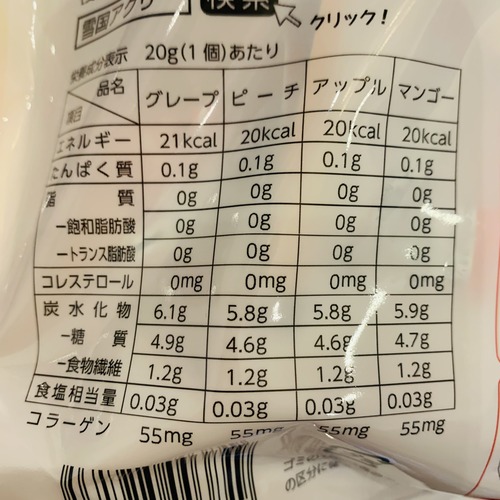 雪国アグリ
検索
クリック!
栄養成分表示 20g(1個)あたり
品名 グレープ ピーチ アップル マンゴー
項目
エネルギー 21kcal 20kcal 20kcal 20kcal
たんぱく質 0.1g 0.1g 0.1g 0.1g
脂質 0g 0g 0g 0g
−飽和脂肪酸 0g 0g 0g 0g
−トランス脂肪酸 0g 0g 0g 0g
コレステロール 0mg 0mg 0mg 0mg
炭水化物 6.1g 5.8g 5.8g 5.9g
−糖質 4.9g 4.6g 4.6g 4.7g
−食物繊維 1.2g 1.2g 1.2g 1.2g
食塩相当量 0.03g 0.03g 0.03g 0.03g
コラーゲン 55mg 55mg 55mg 55mg
の区分に